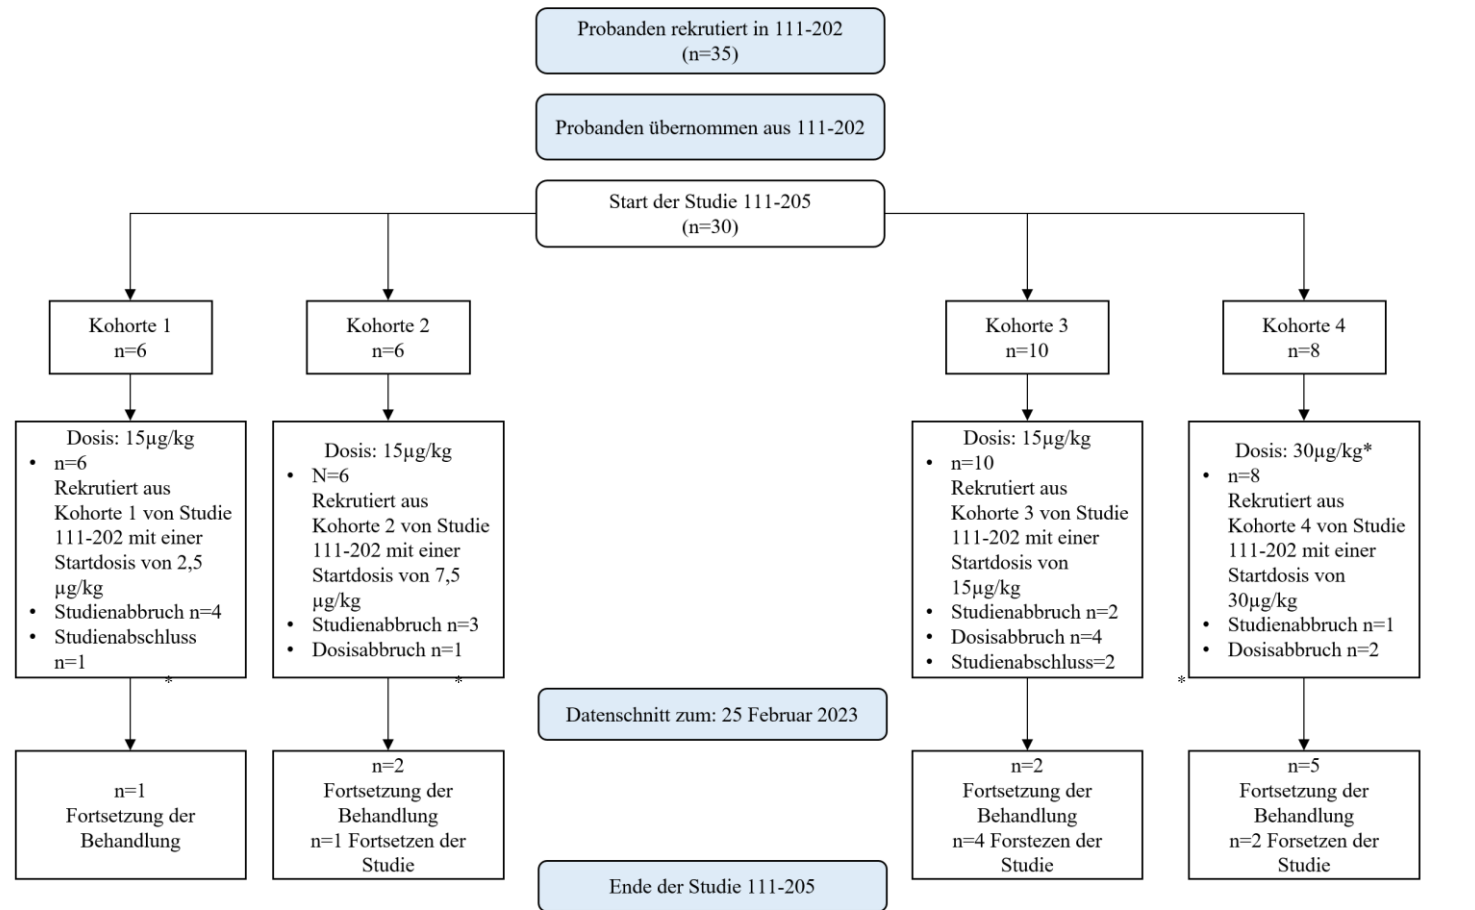 Probanden rekrutiert in 111-202
(n=35)
Probanden übernommen aus 111-202
Start der Studie 111-205
(n=30)
Kohorte 1
n=6
Kohorte 2
n=6
Kohorte 3
n=10
Kohorte 4
n=8
Dosis: 15µg/kg
• n=6
Rekrutiert aus
Kohorte 1 von Studie
111-202 mit einer
Startdosis von 2,5
µg/kg
• Studienabbruch n=4
• Studienabschluss
n=1
*
Dosis: 15µg/kg
• N=6
Rekrutiert aus
Kohorte 2 von Studie
111-202 mit einer
Startdosis von 7,5
µg/kg
• Studienabbruch n=3
• Dosisabbruch n=1
*
Dosis: 15µg/kg
• n=10
Rekrutiert aus
Kohorte 3 von Studie
111-202 mit einer
Startdosis von
15µg/kg
• Studienabbruch n=2
• Dosisabbruch n=4
• Studienabschluss=2
*
Dosis: 30µg/kg*
• n=8
Rekrutiert aus
Kohorte 4 von Studie
111-202 mit einer
Startdosis von
30µg/kg
• Studienabbruch n=1
• Dosisabbruch n=2
Datenschnitt zum: 25 Februar 2023
n=1
Fortsetzung der
Behandlung
n=2
Fortsetzung der
Behandlung
n=1 Fortsetzen der
Studie
n=2
Fortsetzung der
Behandlung
n=4 Forstezen der
Studie
n=5
Fortsetzung der
Behandlung
n=2 Forsetzen der
Studie
Ende der Studie 111-205